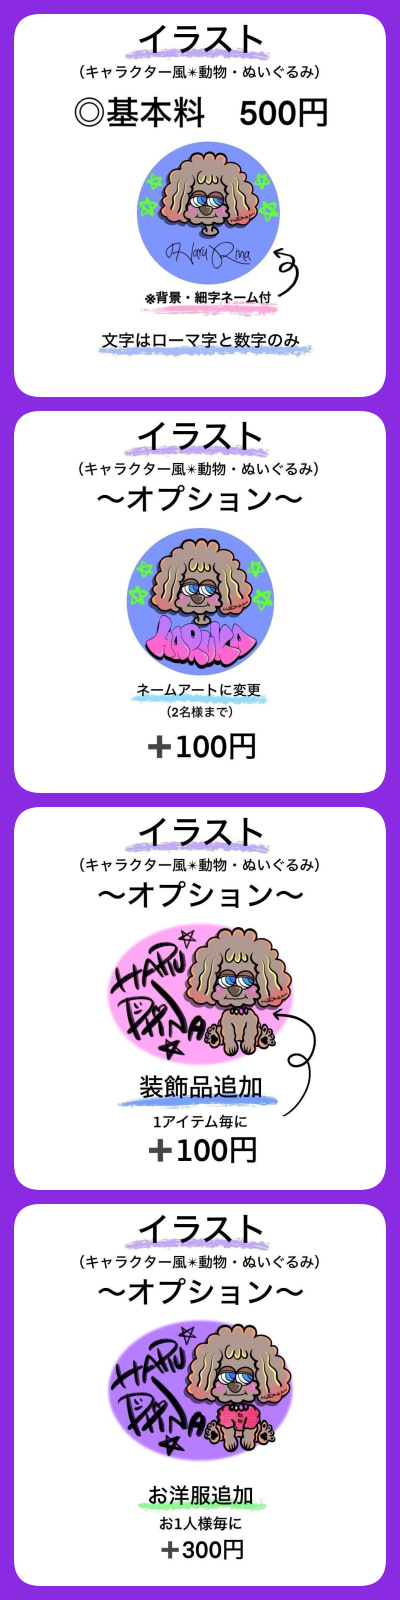 イラスト
（キャラクター風✴動物・ぬいぐるみ）
◎基本料　500円
Haru Rina
※背景・細字ネーム付
文字はローマ字と数字のみ
イラスト
（キャラクター風✴動物・ぬいぐるみ）
〜オプション〜
HARUKA
ネームアートに変更
（2名様まで）
➕100円
イラスト
（キャラクター風✴動物・ぬいぐるみ）
〜オプション〜
HARU
RINA
装飾品追加
1アイテム毎に
➕100円
イラスト
（キャラクター風✴動物・ぬいぐるみ）
〜オプション〜
HARU
RINA
お洋服追加
お1人様毎に
➕300円